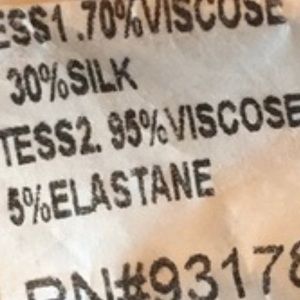 ESS1.70%VISCOSE
30%SILK
TESS2. 95%VISCOSE
5%ELASTANE
RN#93178